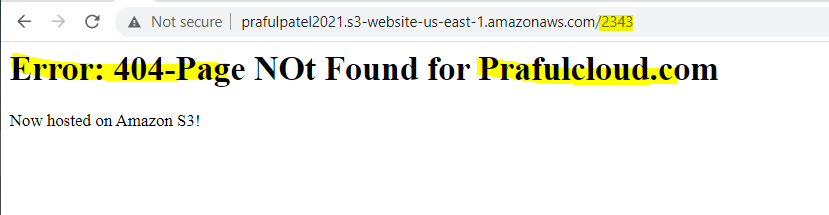 Not secure | prafulpatel2021.s3-website-us-east-1.amazonaws.com/2343
Error: 404-Page NOt Found for Prafulcloud.com
Now hosted on Amazon S3!